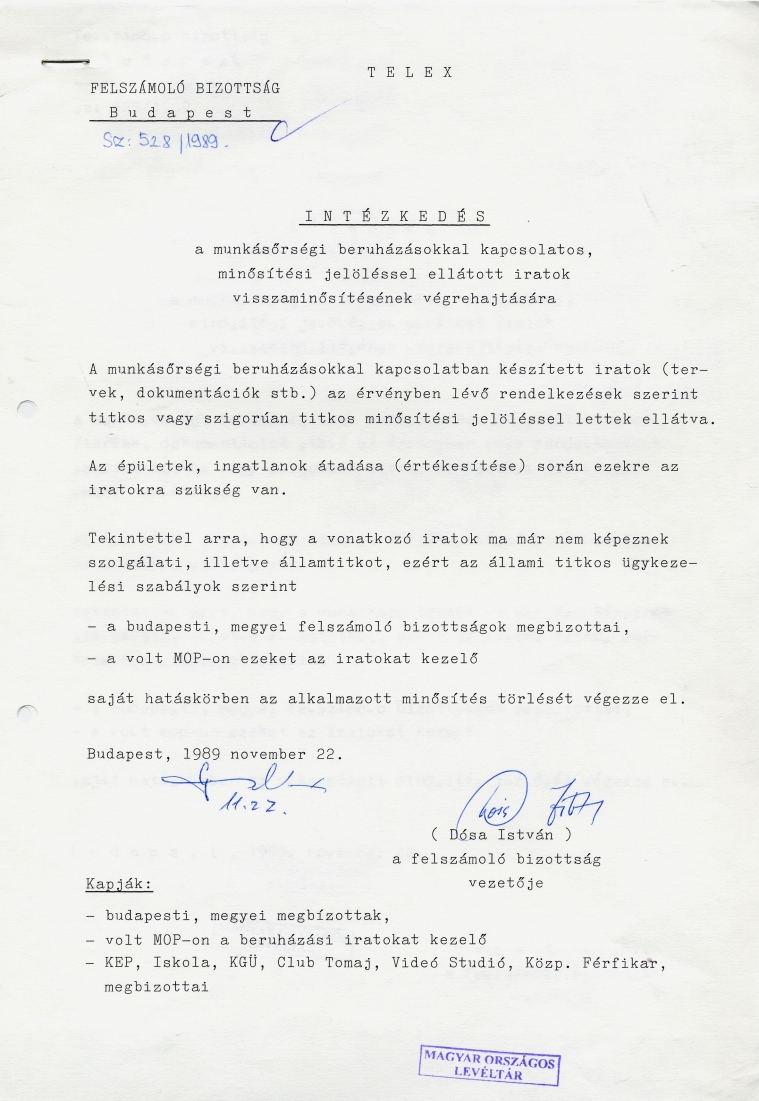 T E L E X
FELSZÁMOLÓ BIZOTTSÁG
B u d a p e s t
Sz: 528/1989.
I N T É Z K E D É S
a munkásőrségi beruházásokkal kapcsolatos,
minősítési jelöléssel ellátott iratok
visszaminősítésének végrehajtására
A munkásőrségi beruházásokkal kapcsolatban készített iratok (ter-
vek, dokumentációk stb.) az érvényben lévő rendelkezések szerint
titkos vagy szigorúan titkos minősítési jelöléssel lettek ellátva.
Az épületek, ingatlanok átadása (értékesítése) során ezekre az
iratokra szükség van.
Tekintettel arra, hogy a vonatkozó iratok ma már nem képeznek
szolgálati, illetve államtitkot, ezért az állami titkos ügykeze-
lési szabályok szerint
- a budapesti, megyei felszámoló bizottságok megbizottai,
- a volt MOP-on ezeket az iratokat kezelő
saját hatáskörben az alkalmazott minősítés törlését végezze el.
Budapest, 1989 november 22.
11.22.
( Dósa István )
a felszámoló bizottság
vezetője
Kapják:
- budapesti, megyei megbízottak,
- volt MOP-on a beruházási iratokat kezelő
- KEP, Iskola, KGÜ, Club Tomaj, Videó Studió, Közp. Férfikar,
megbizottai
MAGYAR ORSZÁGOS
LEVÉLTÁR